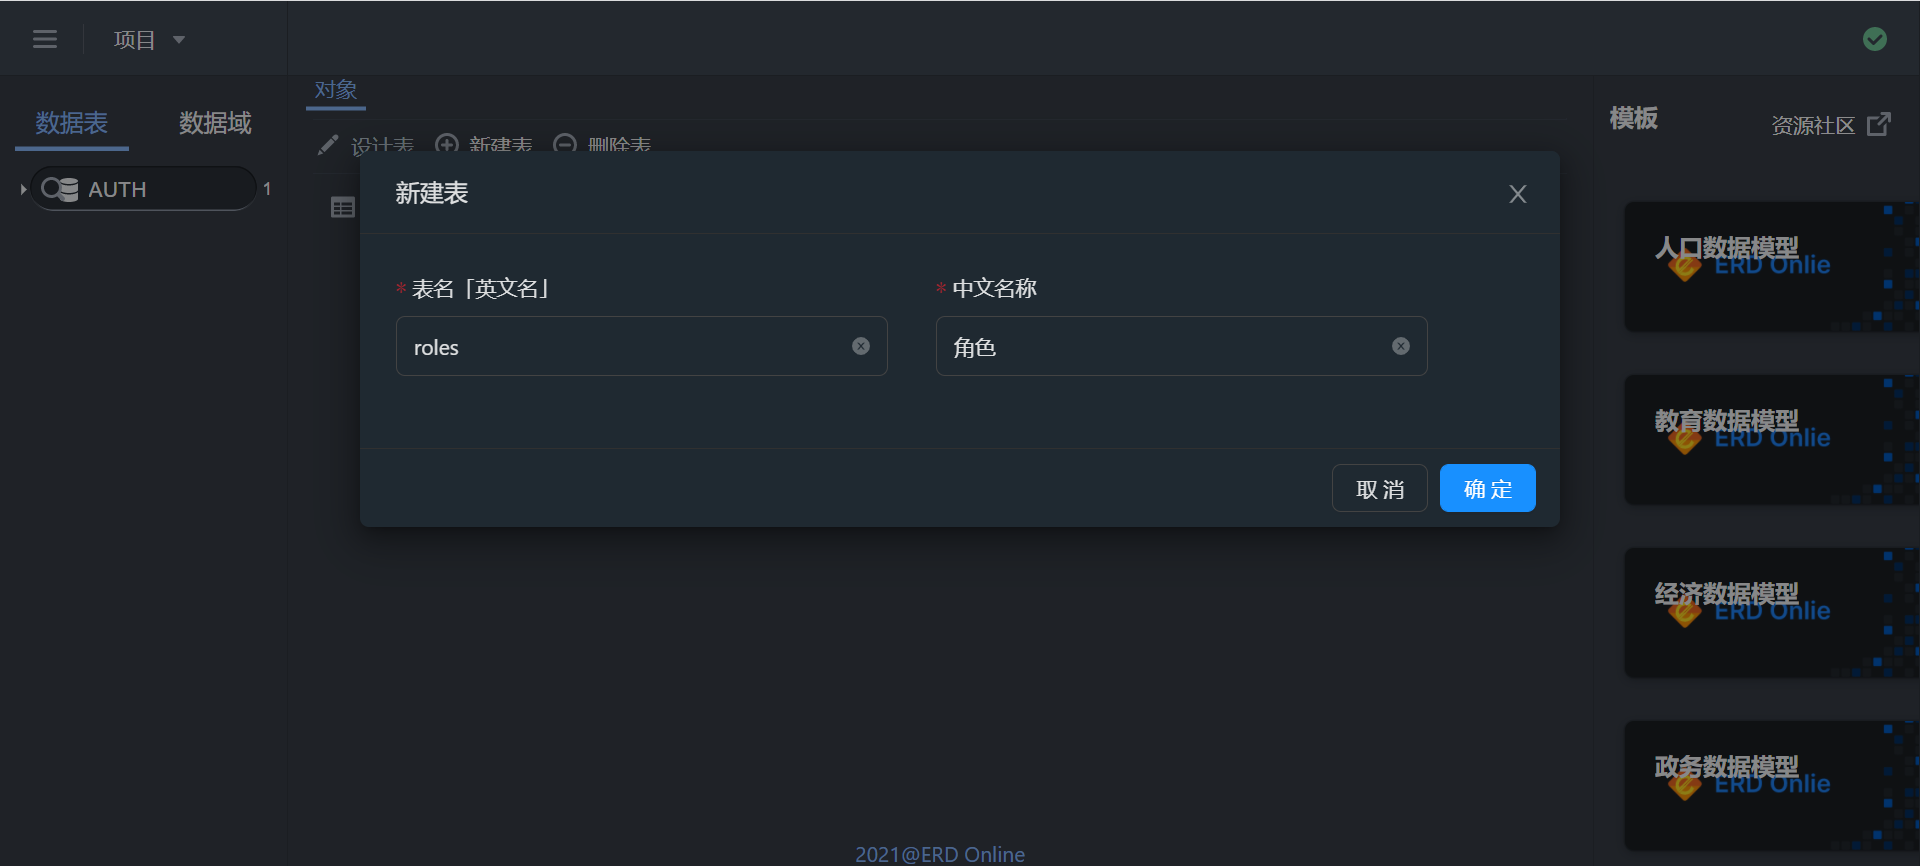 项目
对象
数据表
数据域
设计表
新建表
删除表
AUTH
1
新建表
* 表名「英文名」
* 中文名称
roles
角色
取 消
确 定
模板
资源社区
人口数据模型
ERD Onlie
教育数据模型
ERD Onlie
经济数据模型
ERD Onlie
政务数据模型
ERD Onlie
2021@ERD Online